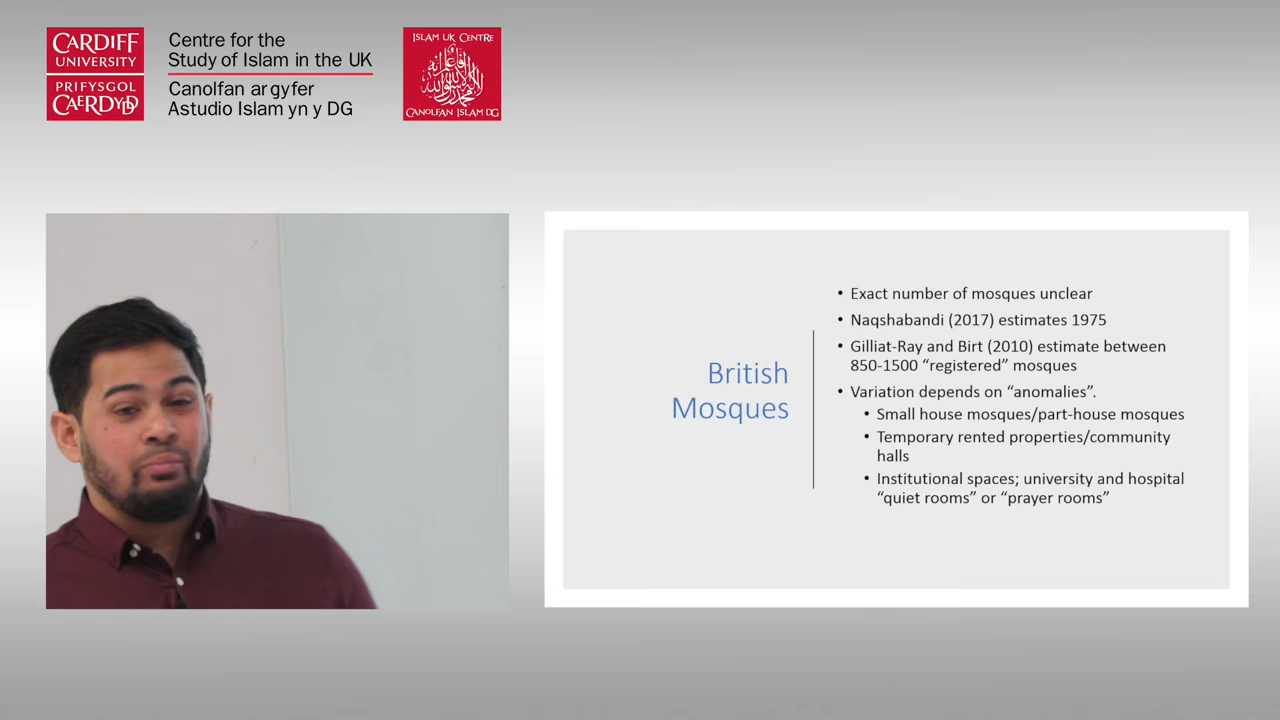 CARDIFF
UNIVERSITY
PRIFYSGOL
CAERDYDD
Centre for the
Study of Islam in the UK
Canolfan ar gyfer
Astudio Islam yn y DG
ISLAM UK CENTRE
CANOLFAN ISLAM DG
British
Mosques
• Exact number of mosques unclear
• Naqshabandi (2017) estimates 1975
• Gilliat-Ray and Birt (2010) estimate between
850-1500 “registered” mosques
• Variation depends on “anomalies”.
• Small house mosques/part-house mosques
• Temporary rented properties/community
halls
• Institutional spaces; university and hospital
“quiet rooms” or “prayer rooms”